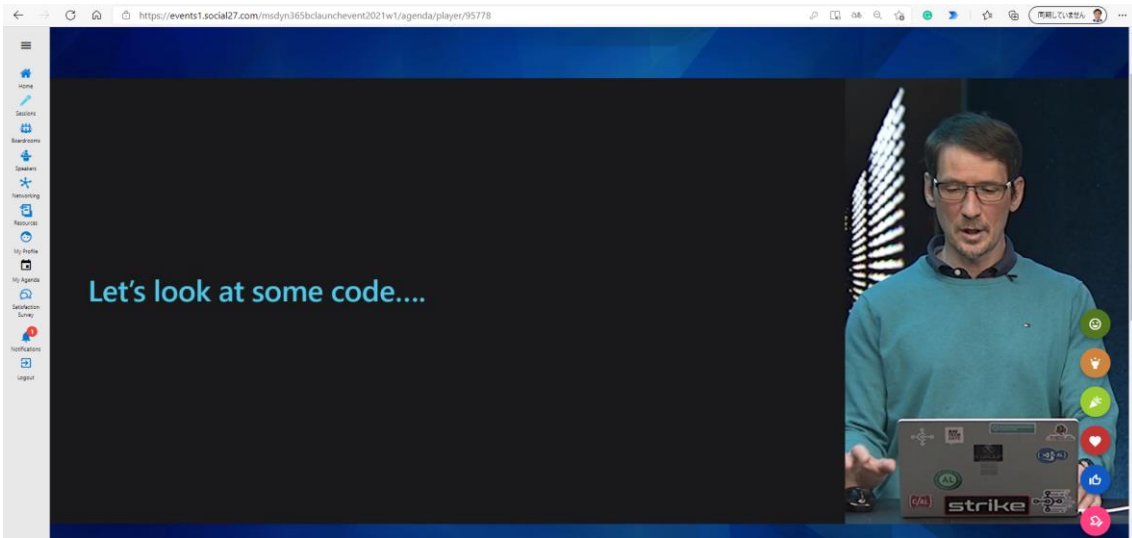 https://events1.social27.com/msdyn365bclaunchevent2021w1/agenda/player/95778
同期していません
Home
Sessions
Boardrooms
Speakers
Networking
Resources
My Profile
My Agenda
Satisfaction
Survey
1
Notifications
Logout
Let's look at some code....
AL
C/AL
strike